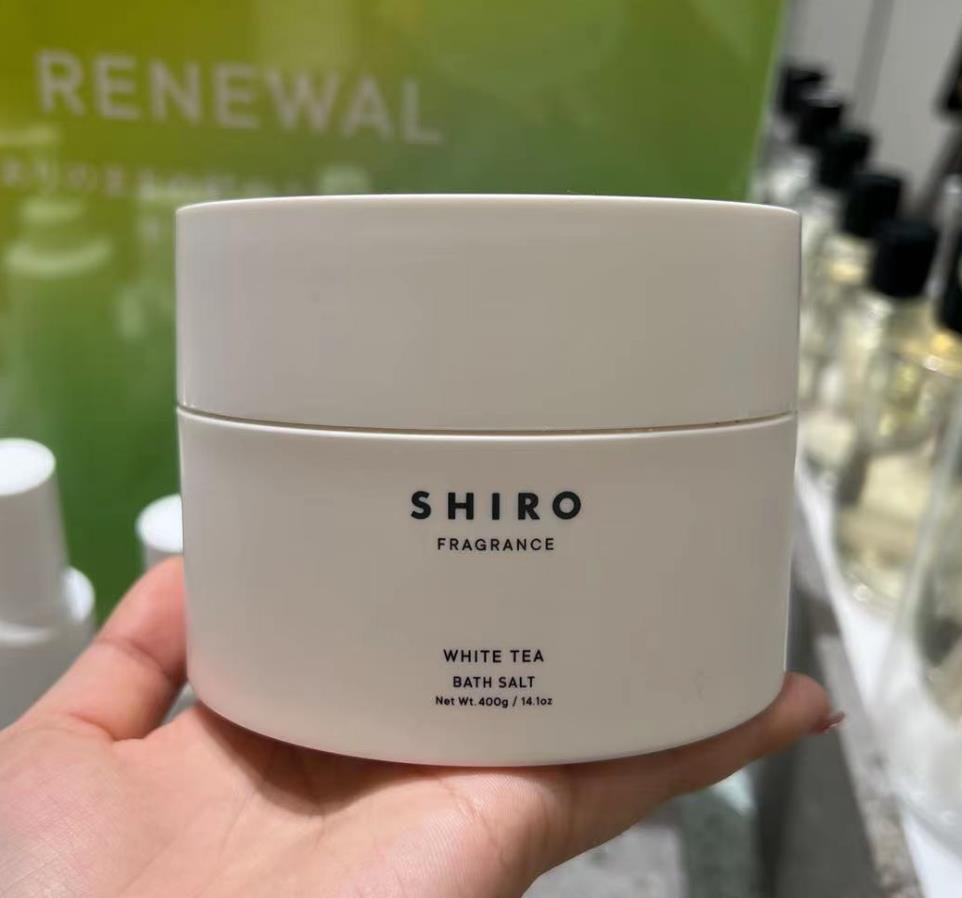 RENEWAL
SHIRO
FRAGRANCE
WHITE TEA
BATH SALT
Net Wt. 400g / 14.1oz